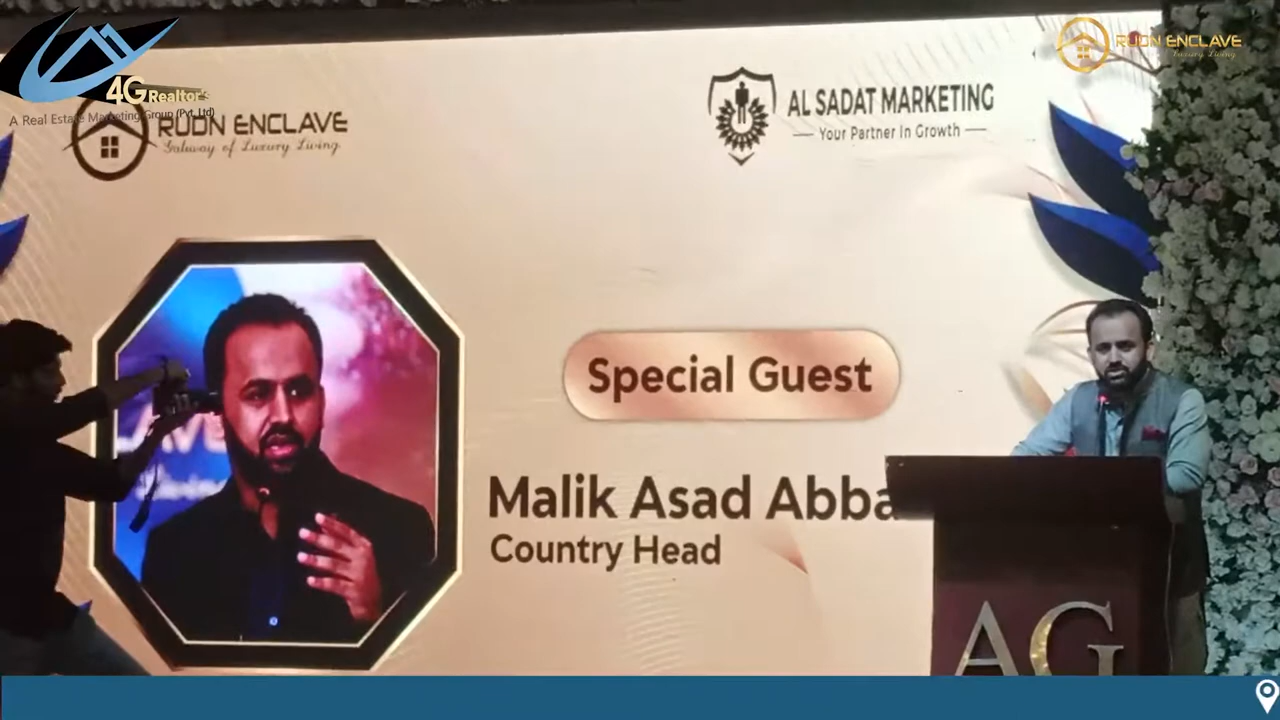 4G Realtor's
A Real Estate Marketing Group (Pvt. Ltd)
RUDN ENCLAVE
Luxury Living
RUDN ENCLAVE
Gateway of Luxury Living
AL SADAT MARKETING
Your Partner In Growth
Special Guest
Malik Asad Abba
Country Head
AG